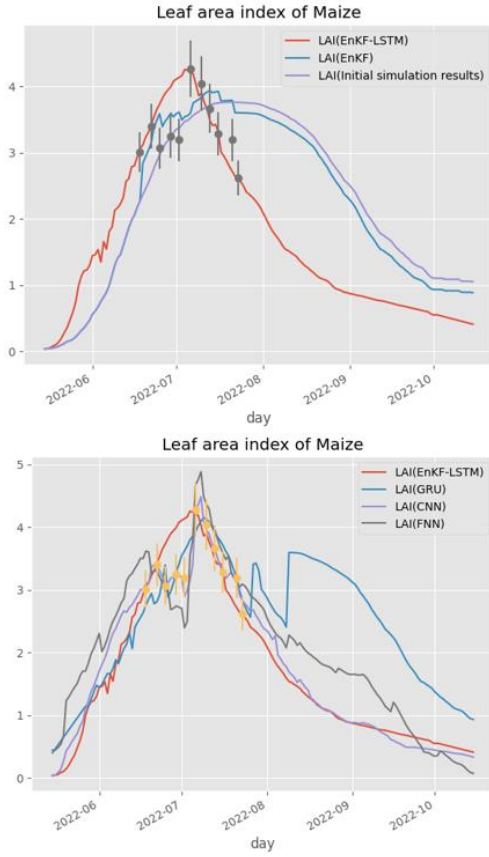 Leaf area index of Maize
LAI(EnKF-LSTM)
LAI(EnKF)
LAI(Initial simulation results)
4
3
2
1
0
2022-06
2022-07
2022-08
2022-09
2022-10
day
Leaf area index of Maize
LAI(EnKF-LSTM)
LAI(GRU)
LAI(CNN)
LAI(FNN)
5
4
3
2
1
0
2022-06
2022-07
2022-08
2022-09
2022-10
day